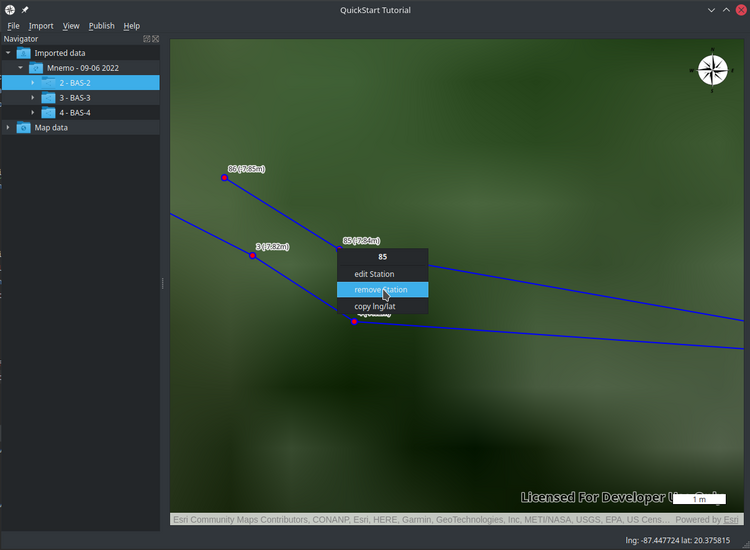 QuickStart Tutorial
File Import View Publish Help
Navigator
Imported data
Mnemo - 09-06 2022
2 - BAS-2
3 - BAS-3
4 - BAS-4
Map data
86 (-7.85m)
85 (-7.84m)
3 (-7.82m)
85
edit Station
remove Station
copy lng/lat
Licensed For Developer
1 m
Esri Community Maps Contributors, CONANP, Esri, HERE, Garmin, GeoTechnologies, Inc, METI/NASA, USGS, EPA, US Cens... Powered by Esri
lng: -87.447724 lat: 20.375815